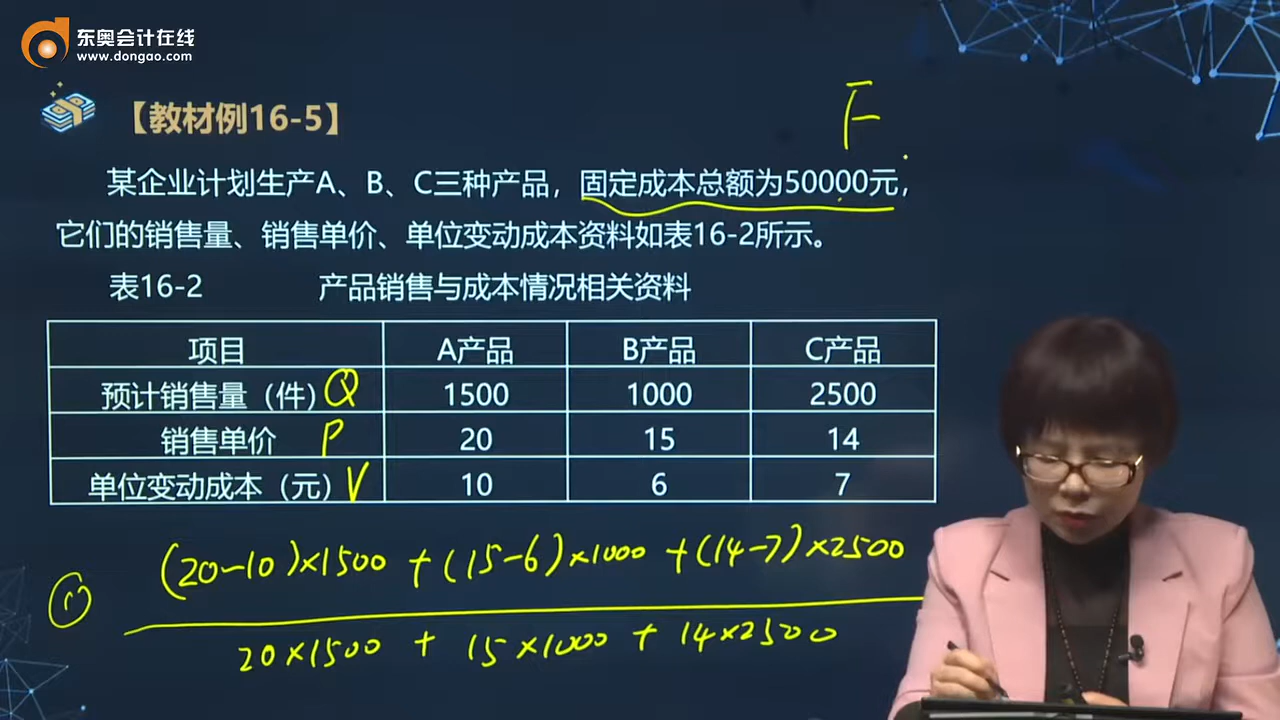 东奥会计在线
www.dongao.com
【教材例16-5】
F
某企业计划生产A、B、C三种产品，固定成本总额为50000元，
它们的销售量、销售单价、单位变动成本资料如表16-2所示。
表16-2 产品销售与成本情况相关资料
项目 A产品 B产品 C产品
预计销售量（件） Q 1500 1000 2500
销售单价 P 20 15 14
单位变动成本（元） V 10 6 7
① (20-10)×1500+(15-6)×1000+(14-7)×2500
20×1500+15×1000+14×2500